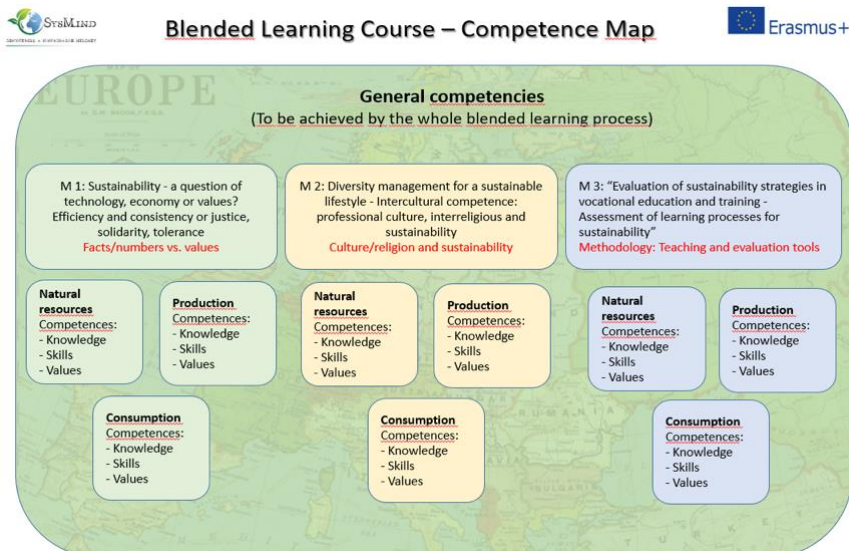 SYSMIND
Blended Learning Course – Competence Map
Erasmus+
EUROPE
General competencies
(To be achieved by the whole blended learning process)
M 1: Sustainability - a question of
technology, economy or values?
Efficiency and consistency or justice,
solidarity, tolerance
Facts/numbers vs. values
M 2: Diversity management for a sustainable
lifestyle - Intercultural competence:
professional culture, interreligious and
sustainability
Culture/religion and sustainability
M 3: “Evaluation of sustainability strategies in
vocational education and training -
Assessment of learning processes for
sustainability”
Methodology: Teaching and evaluation tools
Natural
resources
Competences:
- Knowledge
- Skills
- Values
Production
Competences:
- Knowledge
- Skills
- Values
Natural
resources
Competences:
- Knowledge
- Skills
- Values
Production
Competences:
- Knowledge
- Skills
- Values
Natural
resources
Competences:
- Knowledge
- Skills
- Values
Production
Competences:
- Knowledge
- Skills
- Values
Consumption
Competences:
- Knowledge
- Skills
- Values
Consumption
Competences:
- Knowledge
- Skills
- Values
Consumption
Competences:
- Knowledge
- Skills
- Values